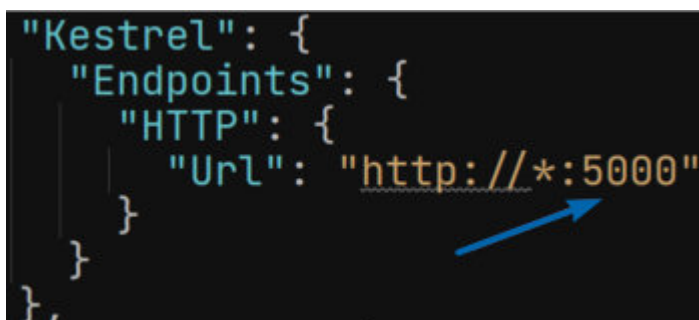 "Kestrel": {
"Endpoints": {
"HTTP": {
"Url": "http://*:5000"
}
}
},